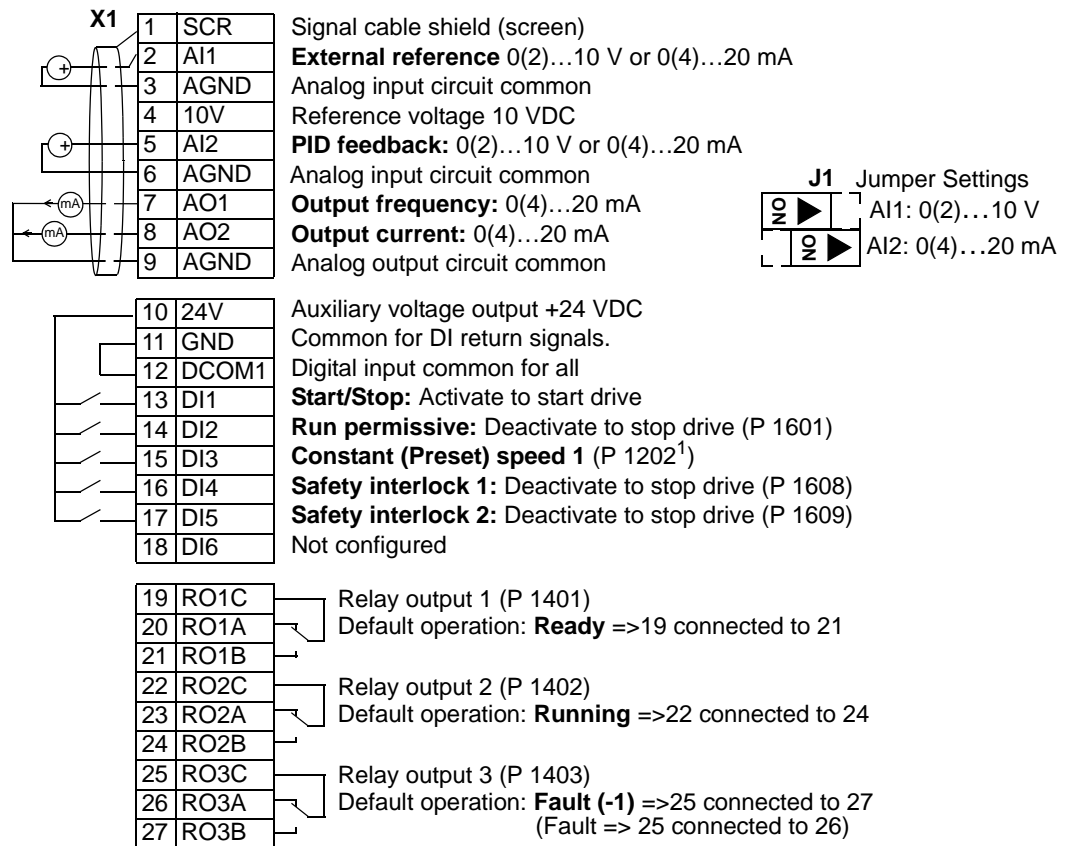 X1
1 SCR Signal cable shield (screen)
2 AI1 External reference 0(2)…10 V or 0(4)…20 mA
3 AGND Analog input circuit common
4 10V Reference voltage 10 VDC
5 AI2 PID feedback: 0(2)…10 V or 0(4)…20 mA
6 AGND Analog input circuit common
7 AO1 Output frequency: 0(4)…20 mA
8 AO2 Output current: 0(4)…20 mA
9 AGND Analog output circuit common
+
+
mA
mA
J1 Jumper Settings
ON AI1: 0(2)…10 V
ON AI2: 0(4)…20 mA
10 24V Auxiliary voltage output +24 VDC
11 GND Common for DI return signals.
12 DCOM1 Digital input common for all
13 DI1 Start/Stop: Activate to start drive
14 DI2 Run permissive: Deactivate to stop drive (P 1601)
15 DI3 Constant (Preset) speed 1 (P 1202¹)
16 DI4 Safety interlock 1: Deactivate to stop drive (P 1608)
17 DI5 Safety interlock 2: Deactivate to stop drive (P 1609)
18 DI6 Not configured
19 RO1C Relay output 1 (P 1401)
20 RO1A Default operation: Ready =>19 connected to 21
21 RO1B
22 RO2C Relay output 2 (P 1402)
23 RO2A Default operation: Running =>22 connected to 24
24 RO2B
25 RO3C Relay output 3 (P 1403)
26 RO3A Default operation: Fault (-1) =>25 connected to 27
27 RO3B (Fault => 25 connected to 26)